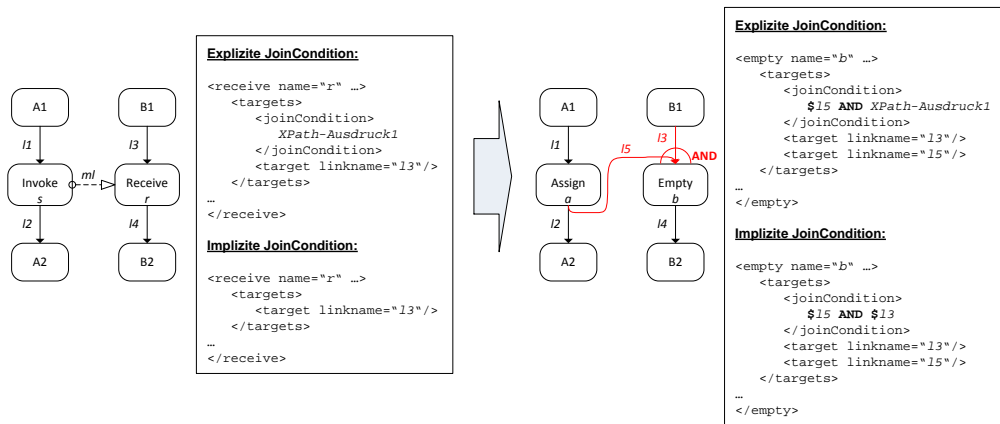 A1
B1
l1
l3
Invoke
s
ml
Receive
r
l2
l4
A2
B2
Explizite JoinCondition:
<receive name=“r“ …>
<targets>
<joinCondition>
XPath-Ausdruck1
</joinCondition>
<target linkname=“l3“/>
</targets>
…
</receive>
Implizite JoinCondition:
<receive name=“r“ …>
<targets>
<target linkname=“l3“/>
</targets>
…
</receive>
A1
B1
l1
l5
l3
AND
Assign
a
Empty
b
l2
l4
A2
B2
Explizite JoinCondition:
<empty name=“b“ …>
<targets>
<joinCondition>
$l5 AND XPath-Ausdruck1
</joinCondition>
<target linkname=“l3“/>
<target linkname=“l5“/>
</targets>
…
</empty>
Implizite JoinCondition:
<empty name=“b“ …>
<targets>
<joinCondition>
$l5 AND $l3
</joinCondition>
<target linkname=“l3“/>
<target linkname=“l5“/>
</targets>
…
</empty>